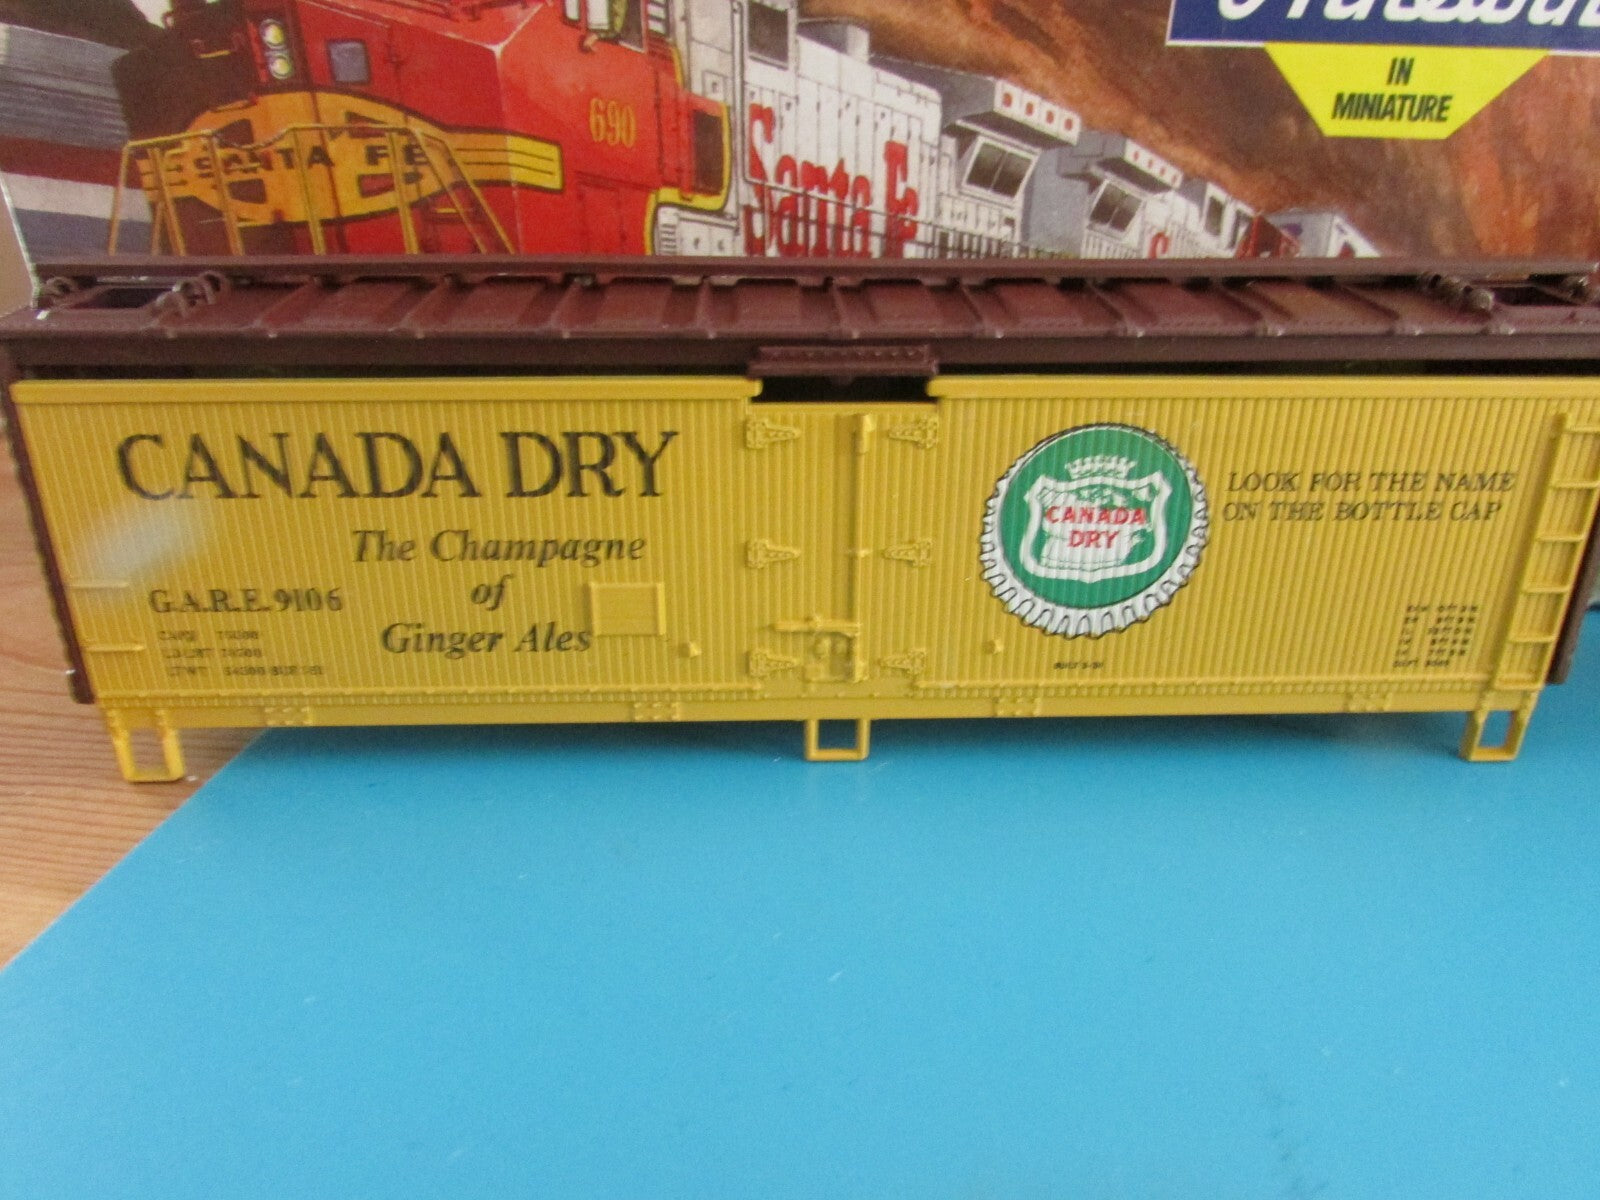 IN
MINIATURE
690
SANTA FE
Santa Fe
CANADA DRY
The Champagne
of
Ginger Ales
G.A.R.E. 9106
CANADA
DRY
LOOK FOR THE NAME
ON THE BOTTLE CAP